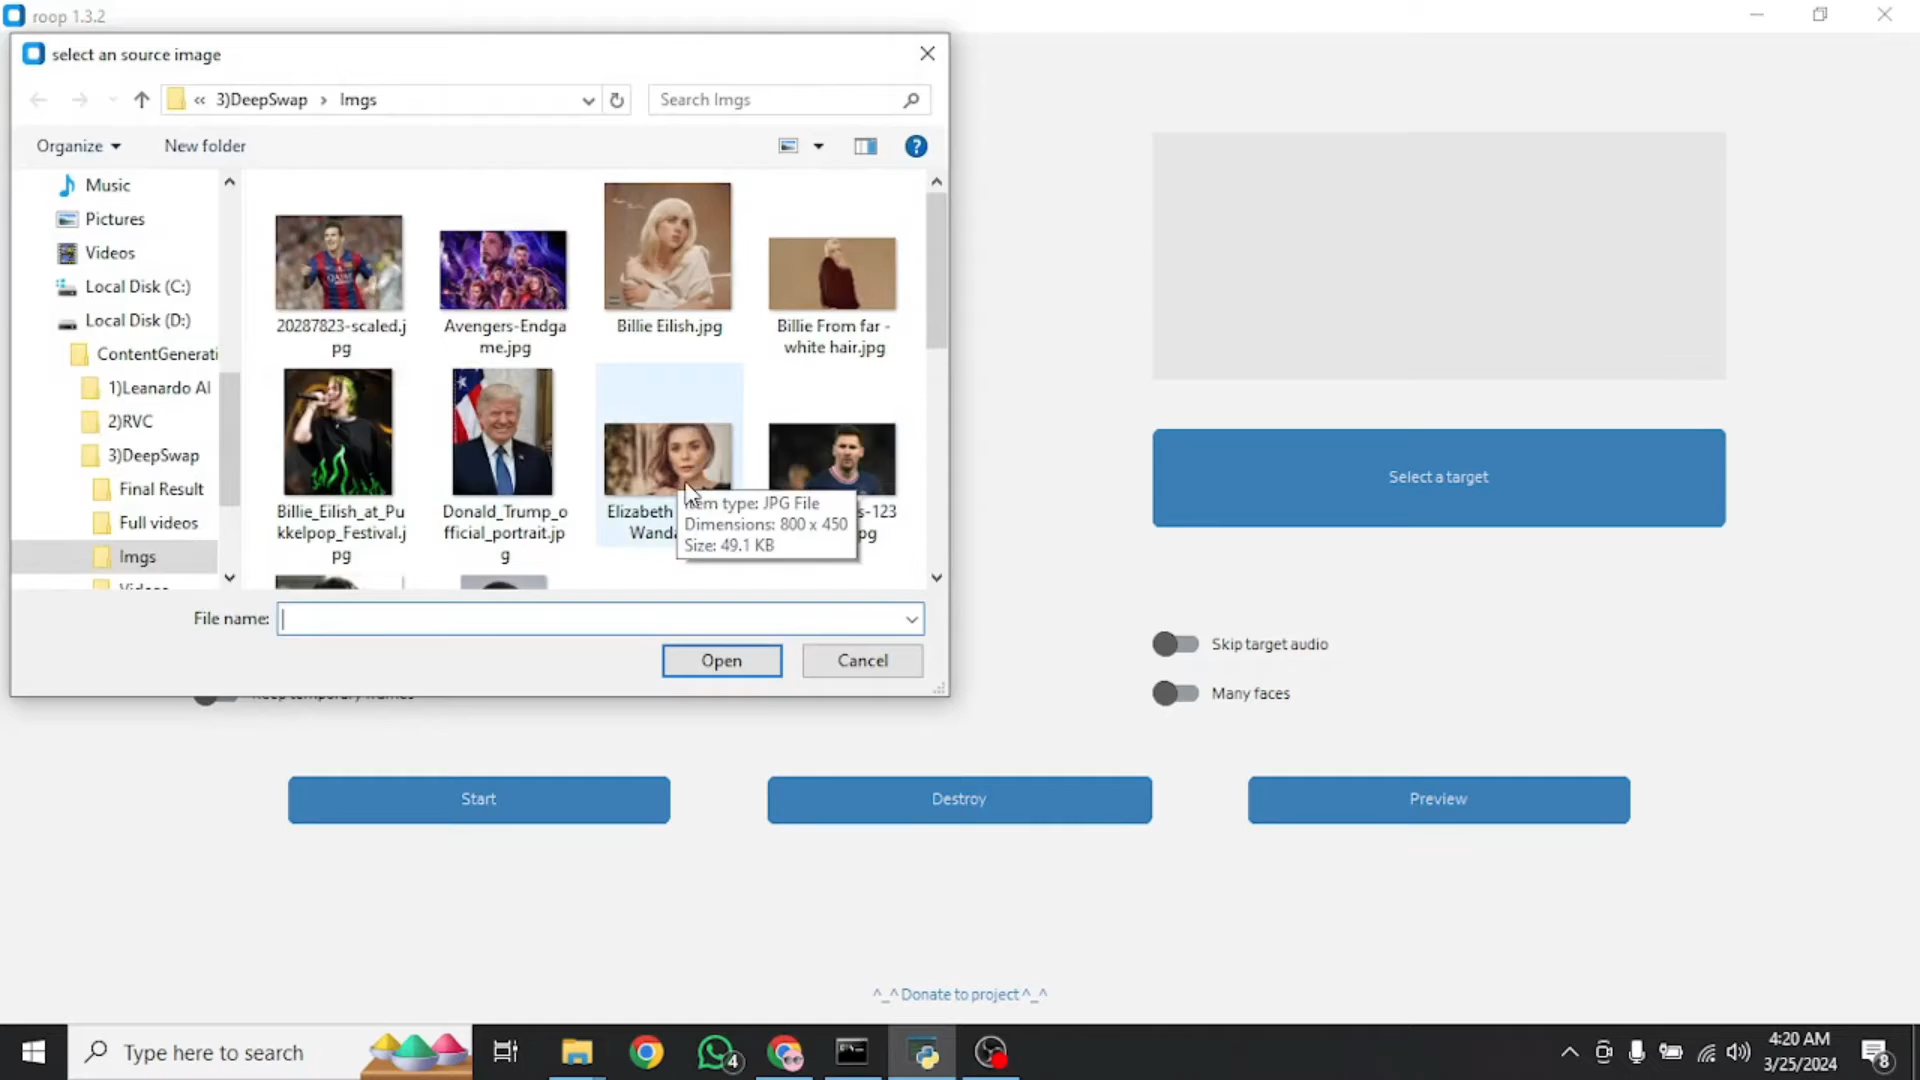 roop 1.3.2
select an source image
« 3)DeepSwap › Imgs
Search Imgs
Organize
New folder
Music
Pictures
Videos
Local Disk (C:)
Local Disk (D:)
ContentGenerati
1)Leanardo AI
2)RVC
3)DeepSwap
Final Result
Full videos
Imgs
20287823-scaled.j
pg
Avengers-Endga
me.jpg
Billie Eilish.jpg
Billie From far -
white hair.jpg
Billie_Eilish_at_Pu
kkelpop_Festival.j
pg
Donald_Trump_o
fficial_portrait.jp
g
Elizabeth
Wanda
s-123
pg
Item type: JPG File
Dimensions: 800 x 450
Size: 49.1 KB
File name:
Open
Cancel
Select a target
Skip target audio
Many faces
Start
Destroy
Preview
^_^ Donate to project ^_^
Type here to search
4
4:20 AM
3/25/2024
8